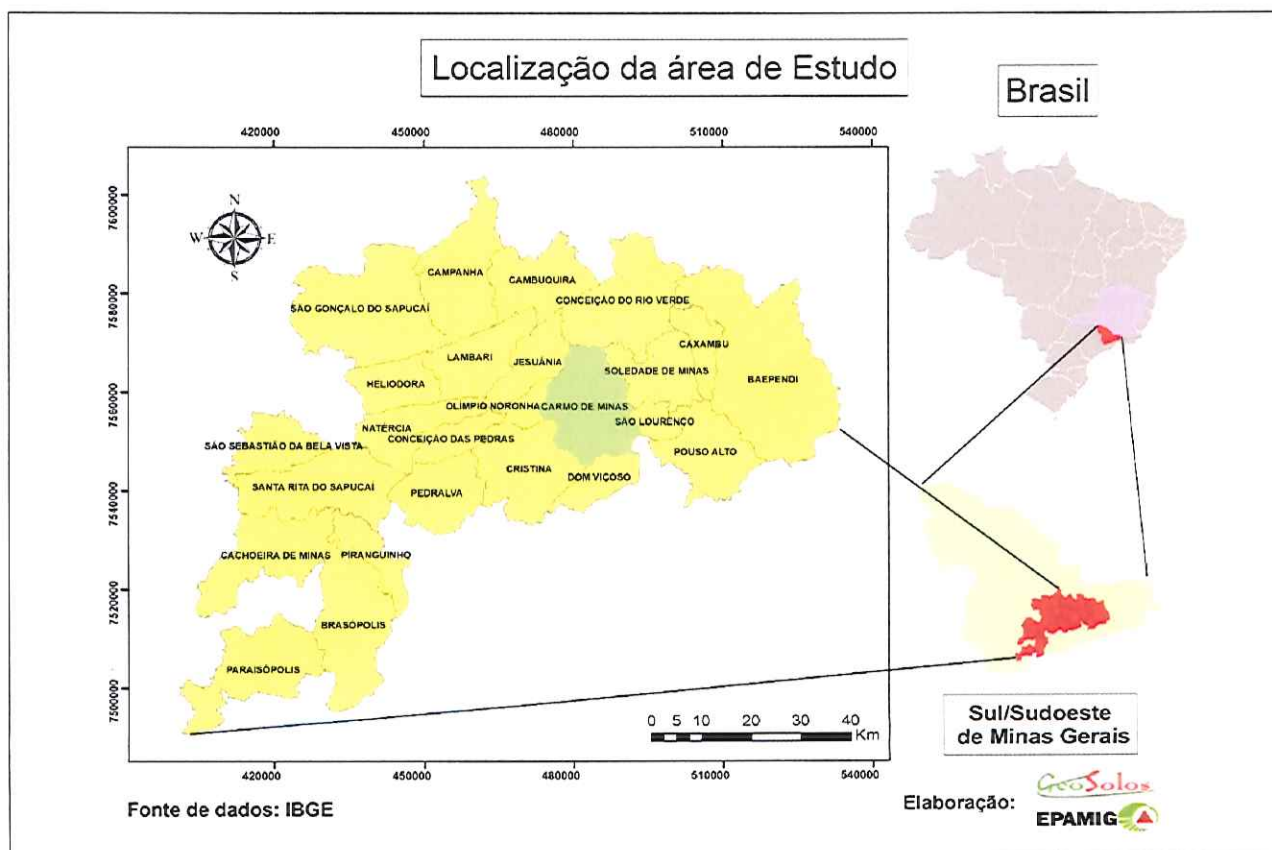 Localização da área de Estudo
Brasil
420000 450000 480000 510000 540000
7600000
7580000
7560000
7540000
7520000
7500000
N
W E
S
CAMPANHA
CAMBUQUIRA
CONCEIÇÃO DO RIO VERDE
SÃO GONÇALO DO SAPUCAÍ
CAXAMBU
LAMBARI
JESUÂNIA
SOLEDADE DE MINAS
BAEPENDI
HELIODORA
OLÍMPIO NORONHA
CARMO DE MINAS
SÃO LOURENÇO
NATÉRCIA
CONCEIÇÃO DAS PEDRAS
SÃO SEBASTIÃO DA BELA VISTA
POUSO ALTO
CRISTINA
DOM VIÇOSO
SANTA RITA DO SAPUCAÍ
PEDRALVA
CACHOEIRA DE MINAS
PIRANGUINHO
BRASÓPOLIS
PARAISÓPOLIS
0 5 10 20 30 40
Km
420000 450000 480000 510000 540000
Sul/Sudoeste
de Minas Gerais
Fonte de dados: IBGE
Elaboração:
GeoSolos
EPAMIG